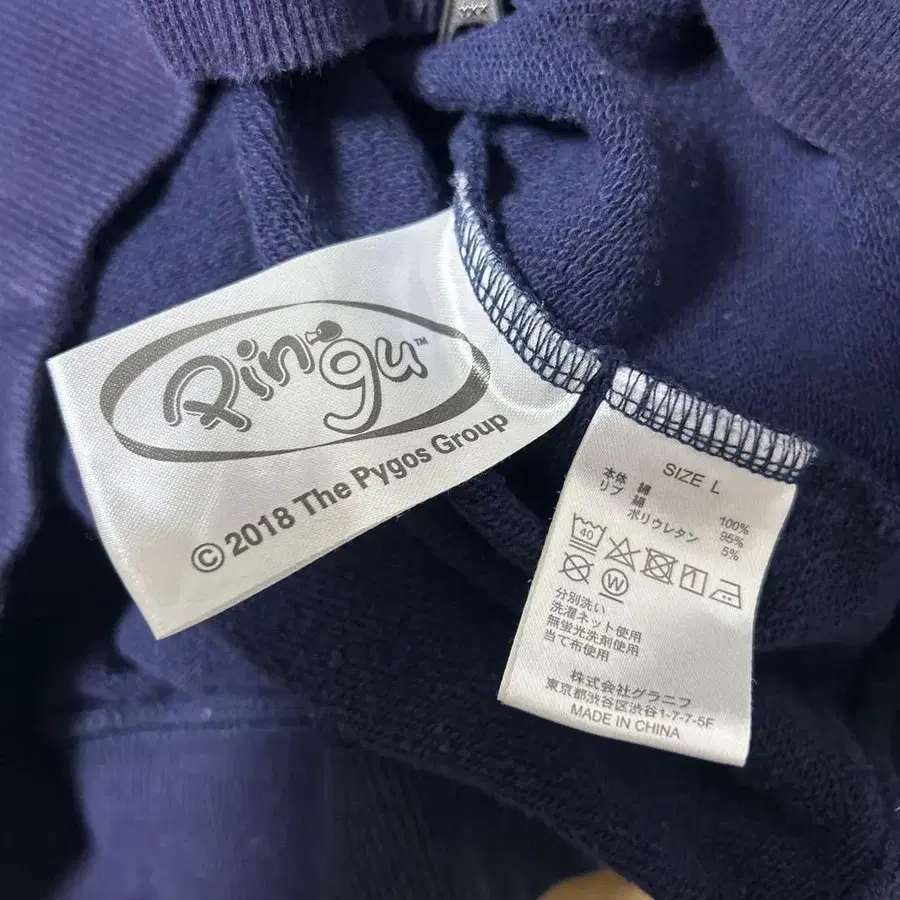 Pingu™
©2018 The Pygos Group
SIZE L
本体 綿 100%
リブ 綿 95%
ポリウレタン 5%
40
W
分別洗い
洗濯ネット使用
無蛍光洗剤使用
当て布使用
株式会社グラニフ
東京都渋谷区渋谷1-7-7-5F
MADE IN CHINA